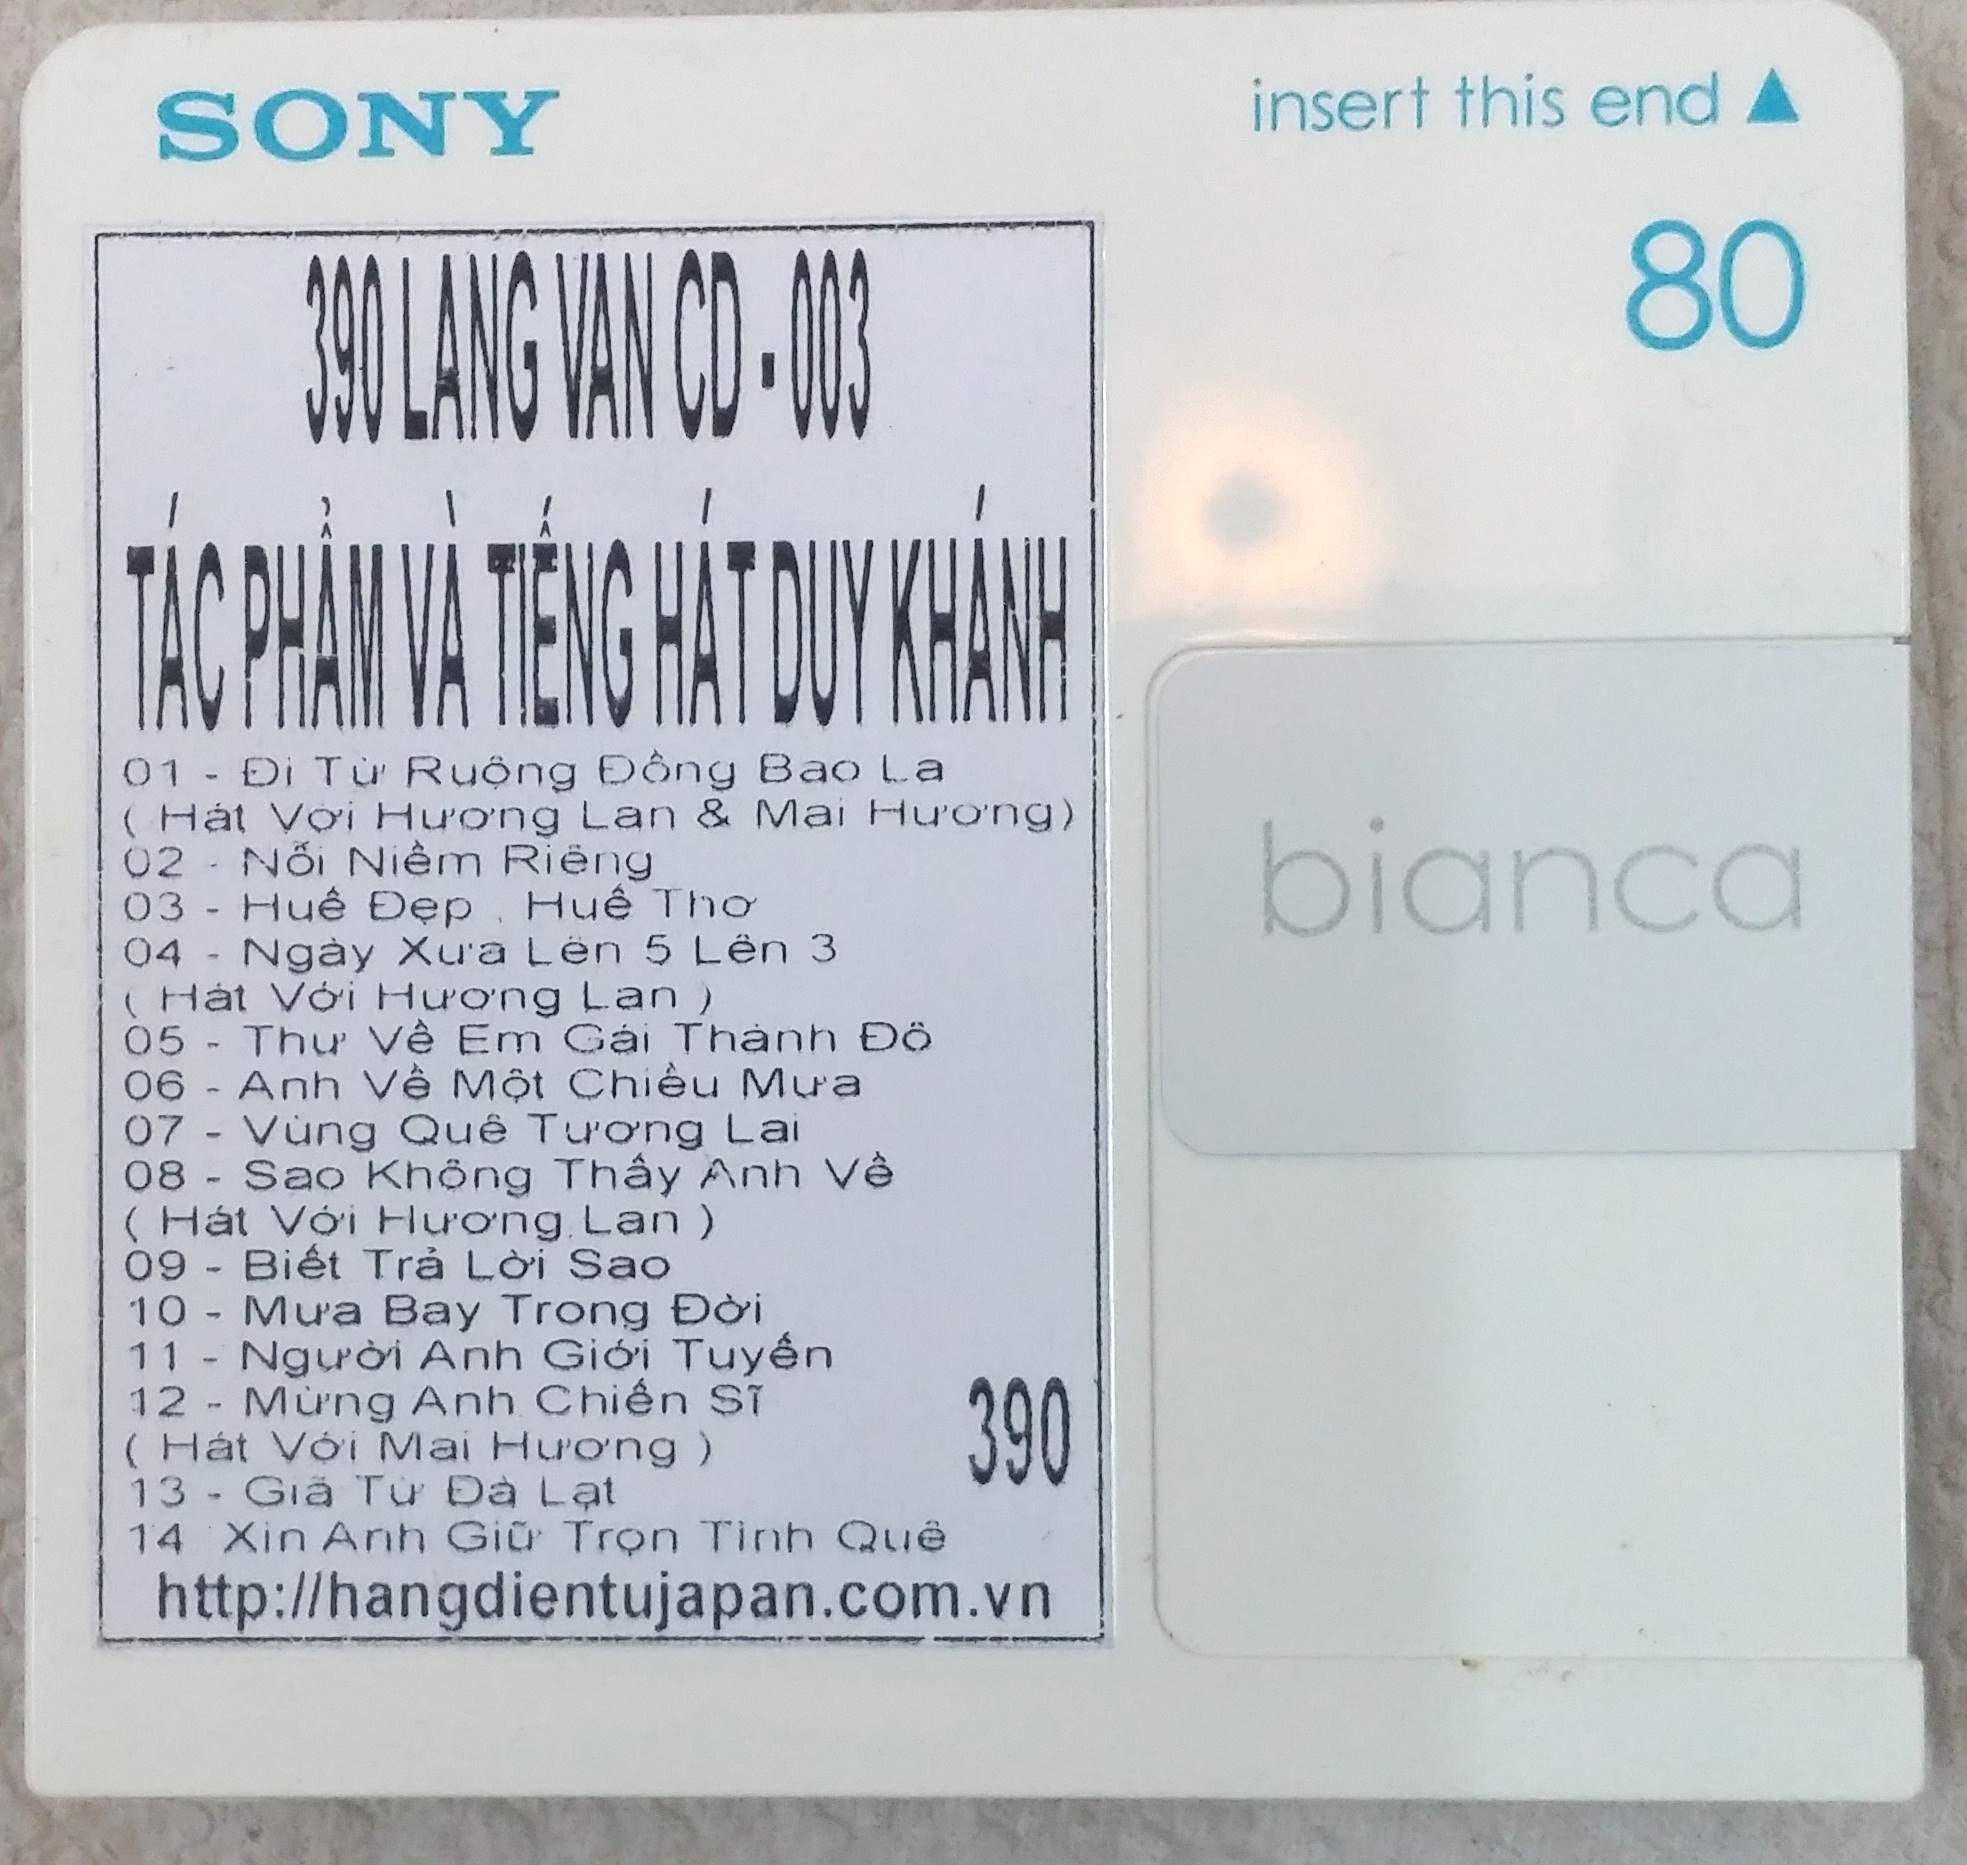 SONY
insert this end ▲
80
390 LANG VAN CD - 003
TÁC PHẨM VÀ TIẾNG HÁT DUY KHÁNH
01 - Đi Từ Ruộng Đồng Bao La
( Hát Với Hương Lan & Mai Hương)
02 - Nỗi Niềm Riêng
03 - Huế Đẹp , Huế Thơ
04 - Ngày Xưa Lên 5 Lên 3
( Hát Với Hương Lan )
05 - Thư Về Em Gái Thành Đô
06 - Anh Về Một Chiều Mưa
07 - Vùng Quê Tương Lai
08 - Sao Không Thấy Anh Về
( Hát Với Hương Lan )
09 - Biết Trả Lời Sao
10 - Mưa Bay Trong Đời
11 - Người Anh Giới Tuyến
12 - Mừng Anh Chiến Sĩ
( Hát Với Mai Hương )
13 - Giã Từ Đà Lạt
14 Xin Anh Giữ Trọn Tình Quê
390
http://hangdientujapan.com.vn
bianca